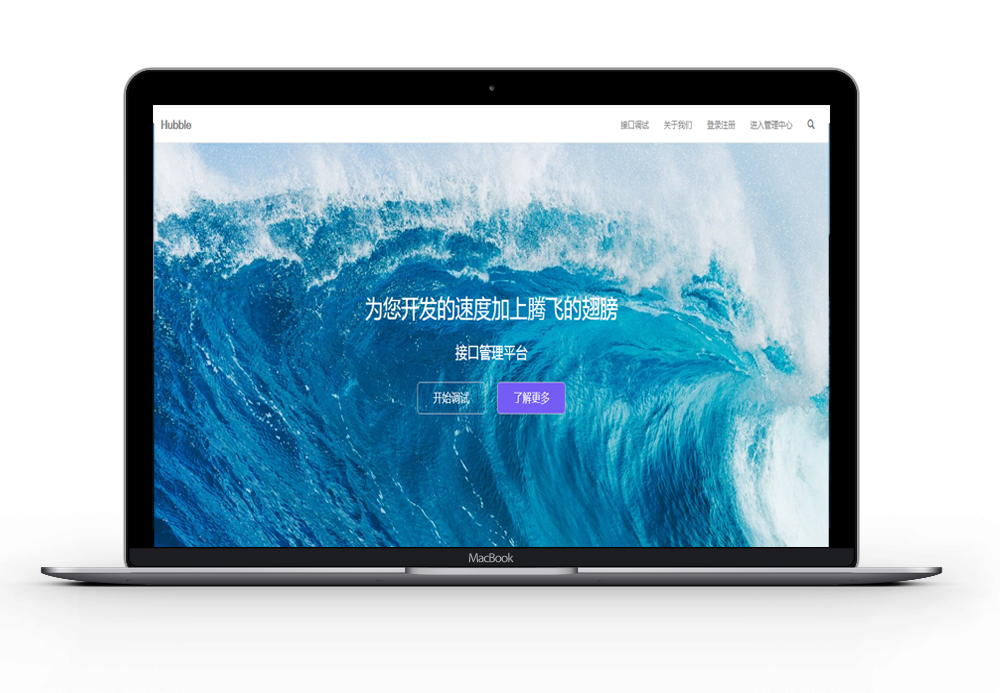 Hubble
接口调试 关于我们 登录注册 进入管理中心
为您开发的速度加上腾飞的翅膀
接口管理平台
开始调试 了解更多
MacBook